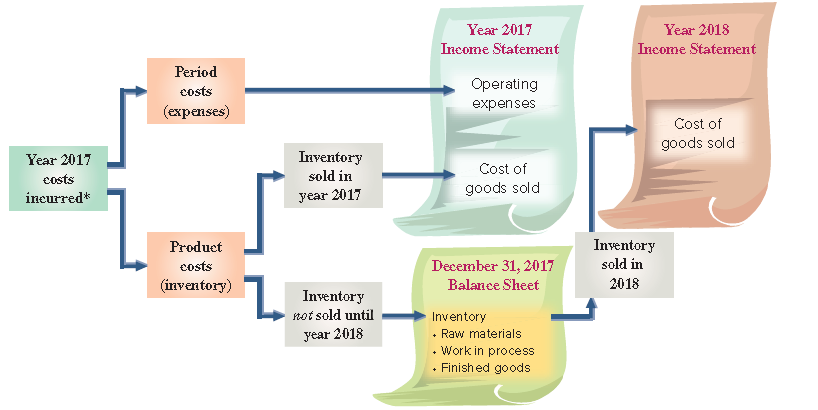 Year 2017
costs
incurred*
Period
costs
(expenses)
Product
costs
(inventory)
Inventory
sold in
year 2017
Inventory
not sold until
year 2018
Year 2017
Income Statement
Operating
expenses
Cost of
goods sold
December 31, 2017
Balance Sheet
Inventory
• Raw materials
• Work in process
• Finished goods
Inventory
sold in
2018
Year 2018
Income Statement
Cost of
goods sold